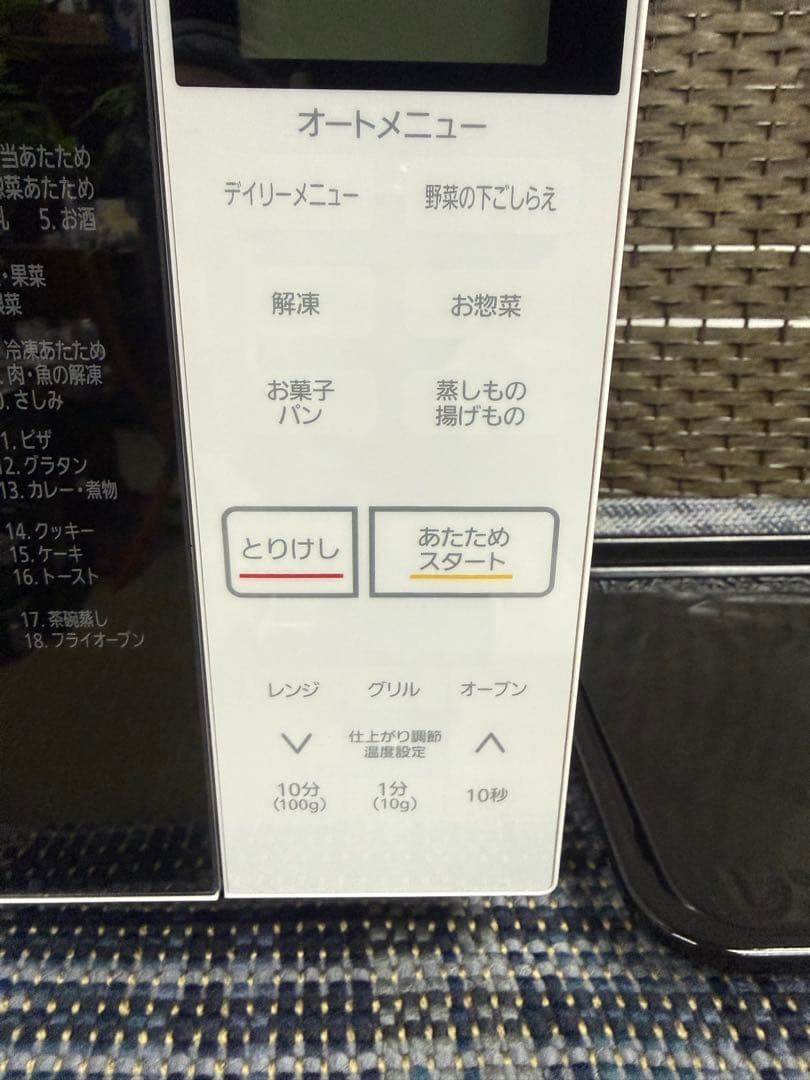 当あたため
惣菜あたため
5.お酒
・果菜
根菜
冷凍あたため
肉・魚の解凍
さしみ
1.ピザ
12.グラタン
13.カレー・煮物
14.クッキー
15.ケーキ
16.トースト
17.茶碗蒸し
18.フライオーブン
オートメニュー
デイリーメニュー
野菜の下ごしらえ
解凍
お惣菜
お菓子
パン
蒸しもの
揚げもの
とりけし
あたため
スタート
レンジ
グリル
オーブン
仕上がり調節
温度設定
10分
(100g)
1分
(10g)
10秒